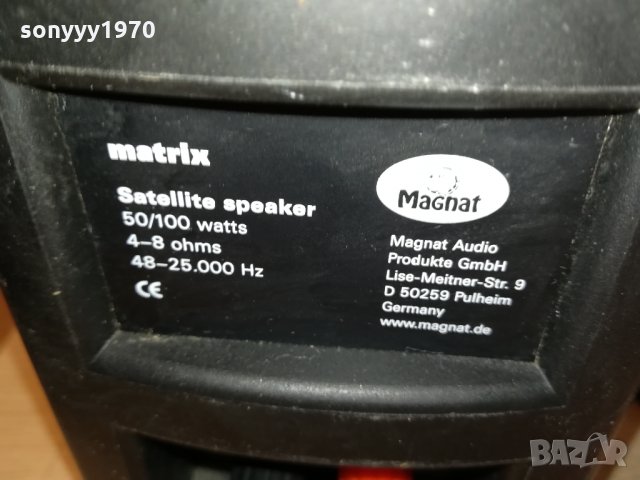 sonyyy1970
matrix
Satellite speaker
50/100 watts
4–8 ohms
48–25.000 Hz
CE
Magnat
Magnat Audio
Produkte GmbH
Lise-Meitner-Str. 9
D 50259 Pulheim
Germany
www.magnat.de
BAZAR